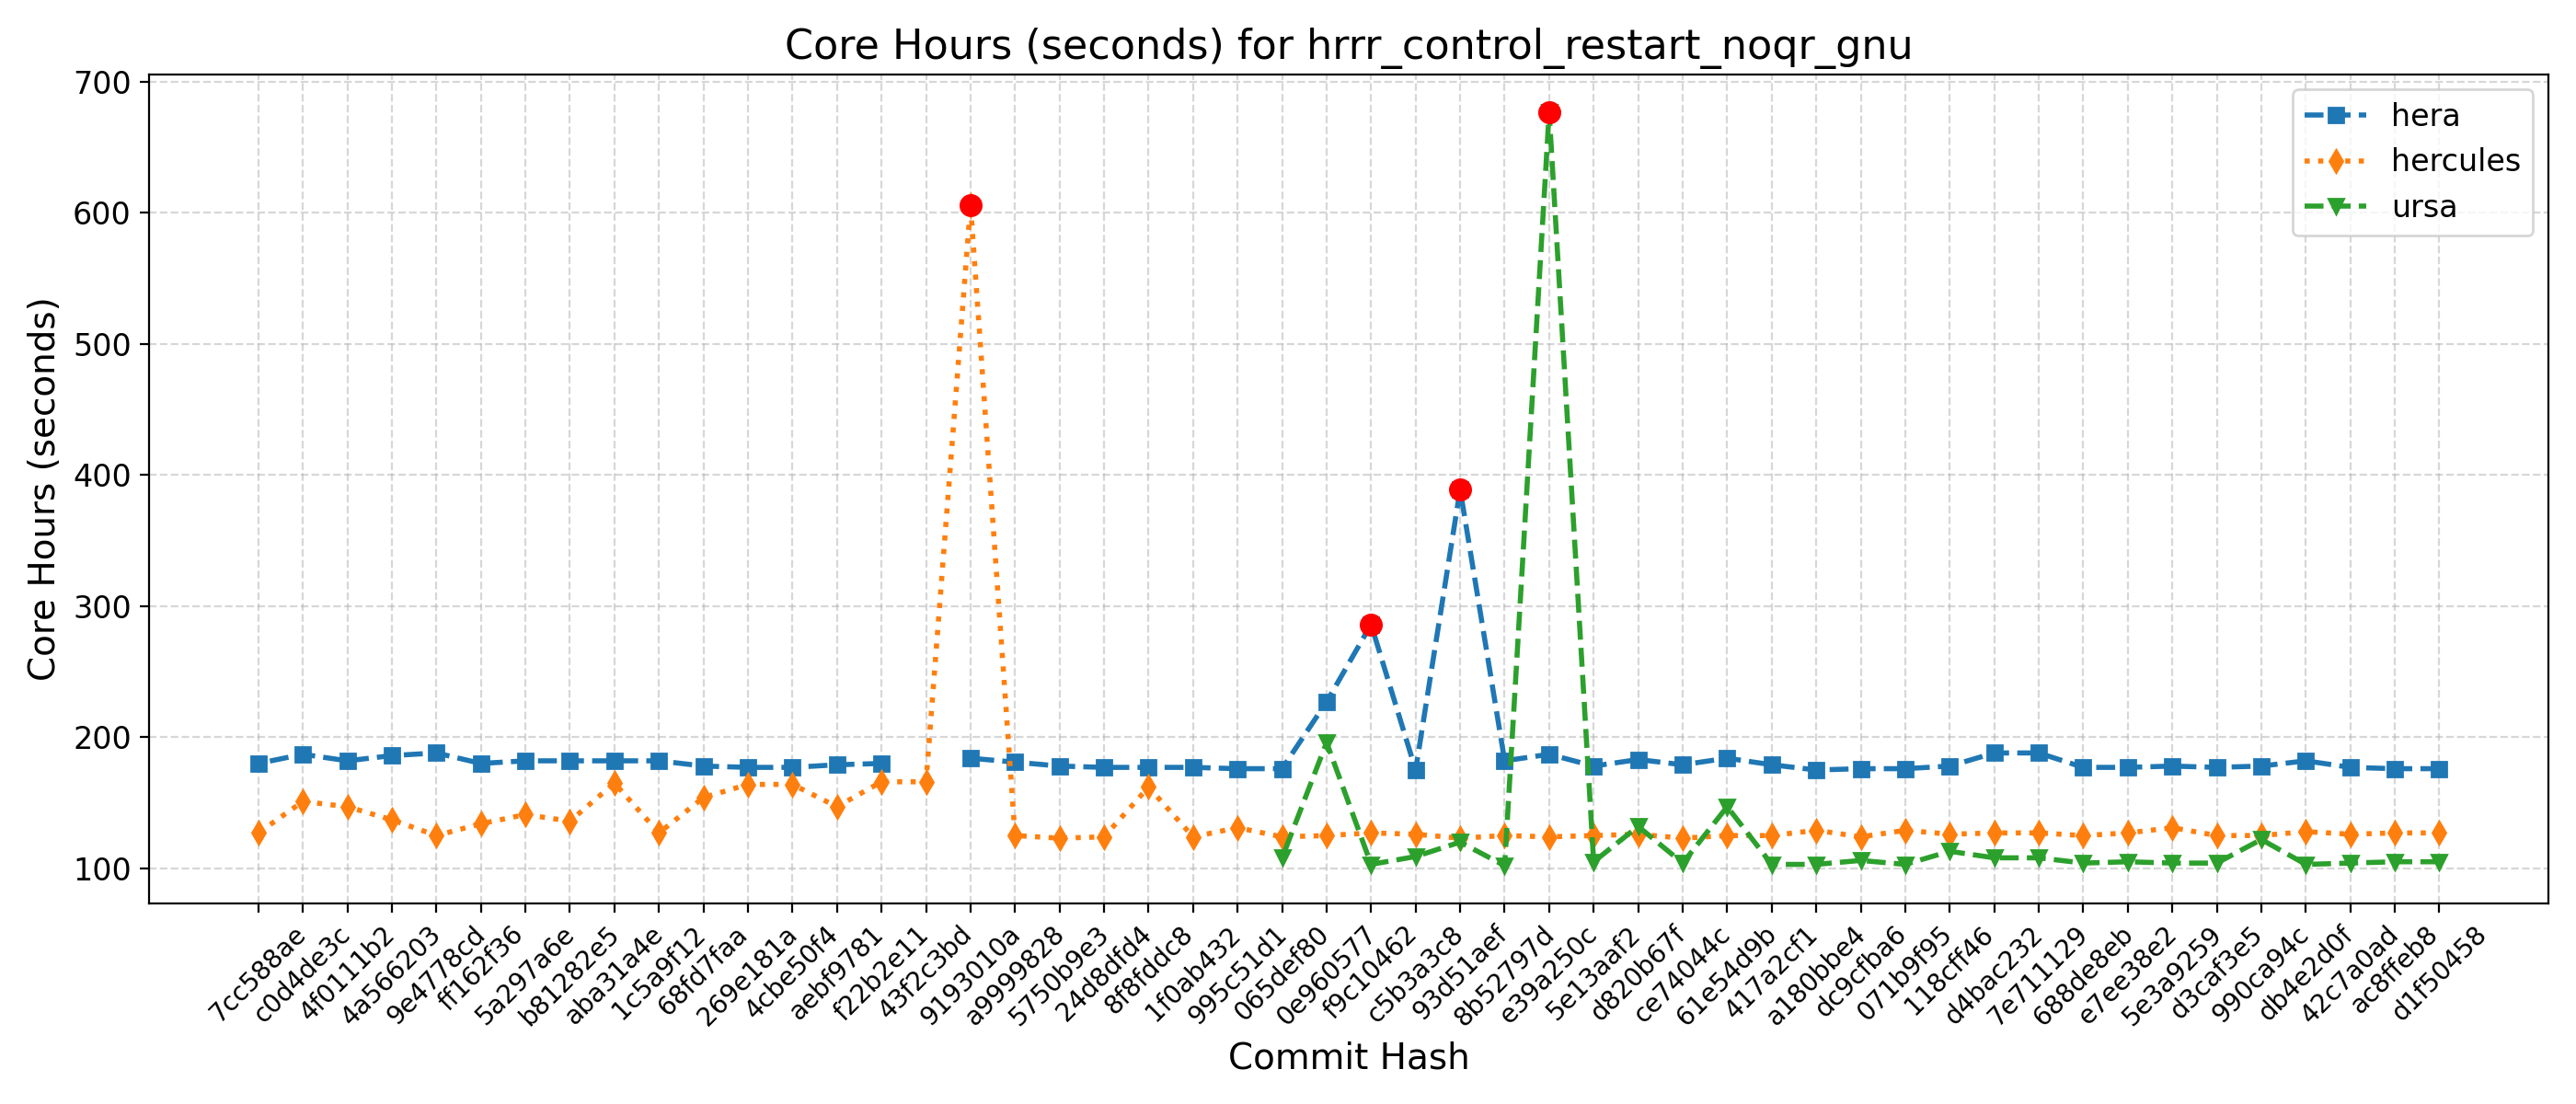 Core Hours (seconds) for hrrr_control_restart_noqr_gnu
700
600
500
400
300
200
100
Core Hours (seconds)
hera
hercules
ursa
7cc588ae
c0d4de3c
4f0111b2
4a566203
9e4778cd
ff162f36
5a297a6e
b81282e5
aba31a4e
1c5a9f12
68fd7faa
269e181a
4cbe50f4
aebf9781
f22b2e11
43f2c3bd
9193010a
a9999828
5750b9e3
24d8dfd4
8f8fddc8
1f0ab432
995c51d1
065def80
0e960577
f9c10462
c5b3a3c8
93d51aef
8b52797d
e39a250c
5e13aaf2
d820b67f
ce74044c
61e54d9b
417a2cf1
a180bbe4
dc9cfba6
071b9f95
118cff46
d4bac232
7e711129
688de8eb
e7ee38e2
5e3a9259
d3caf3e5
990ca94c
db4e2d0f
42c7a0ad
ac8ffeb8
d1f50458
Commit Hash